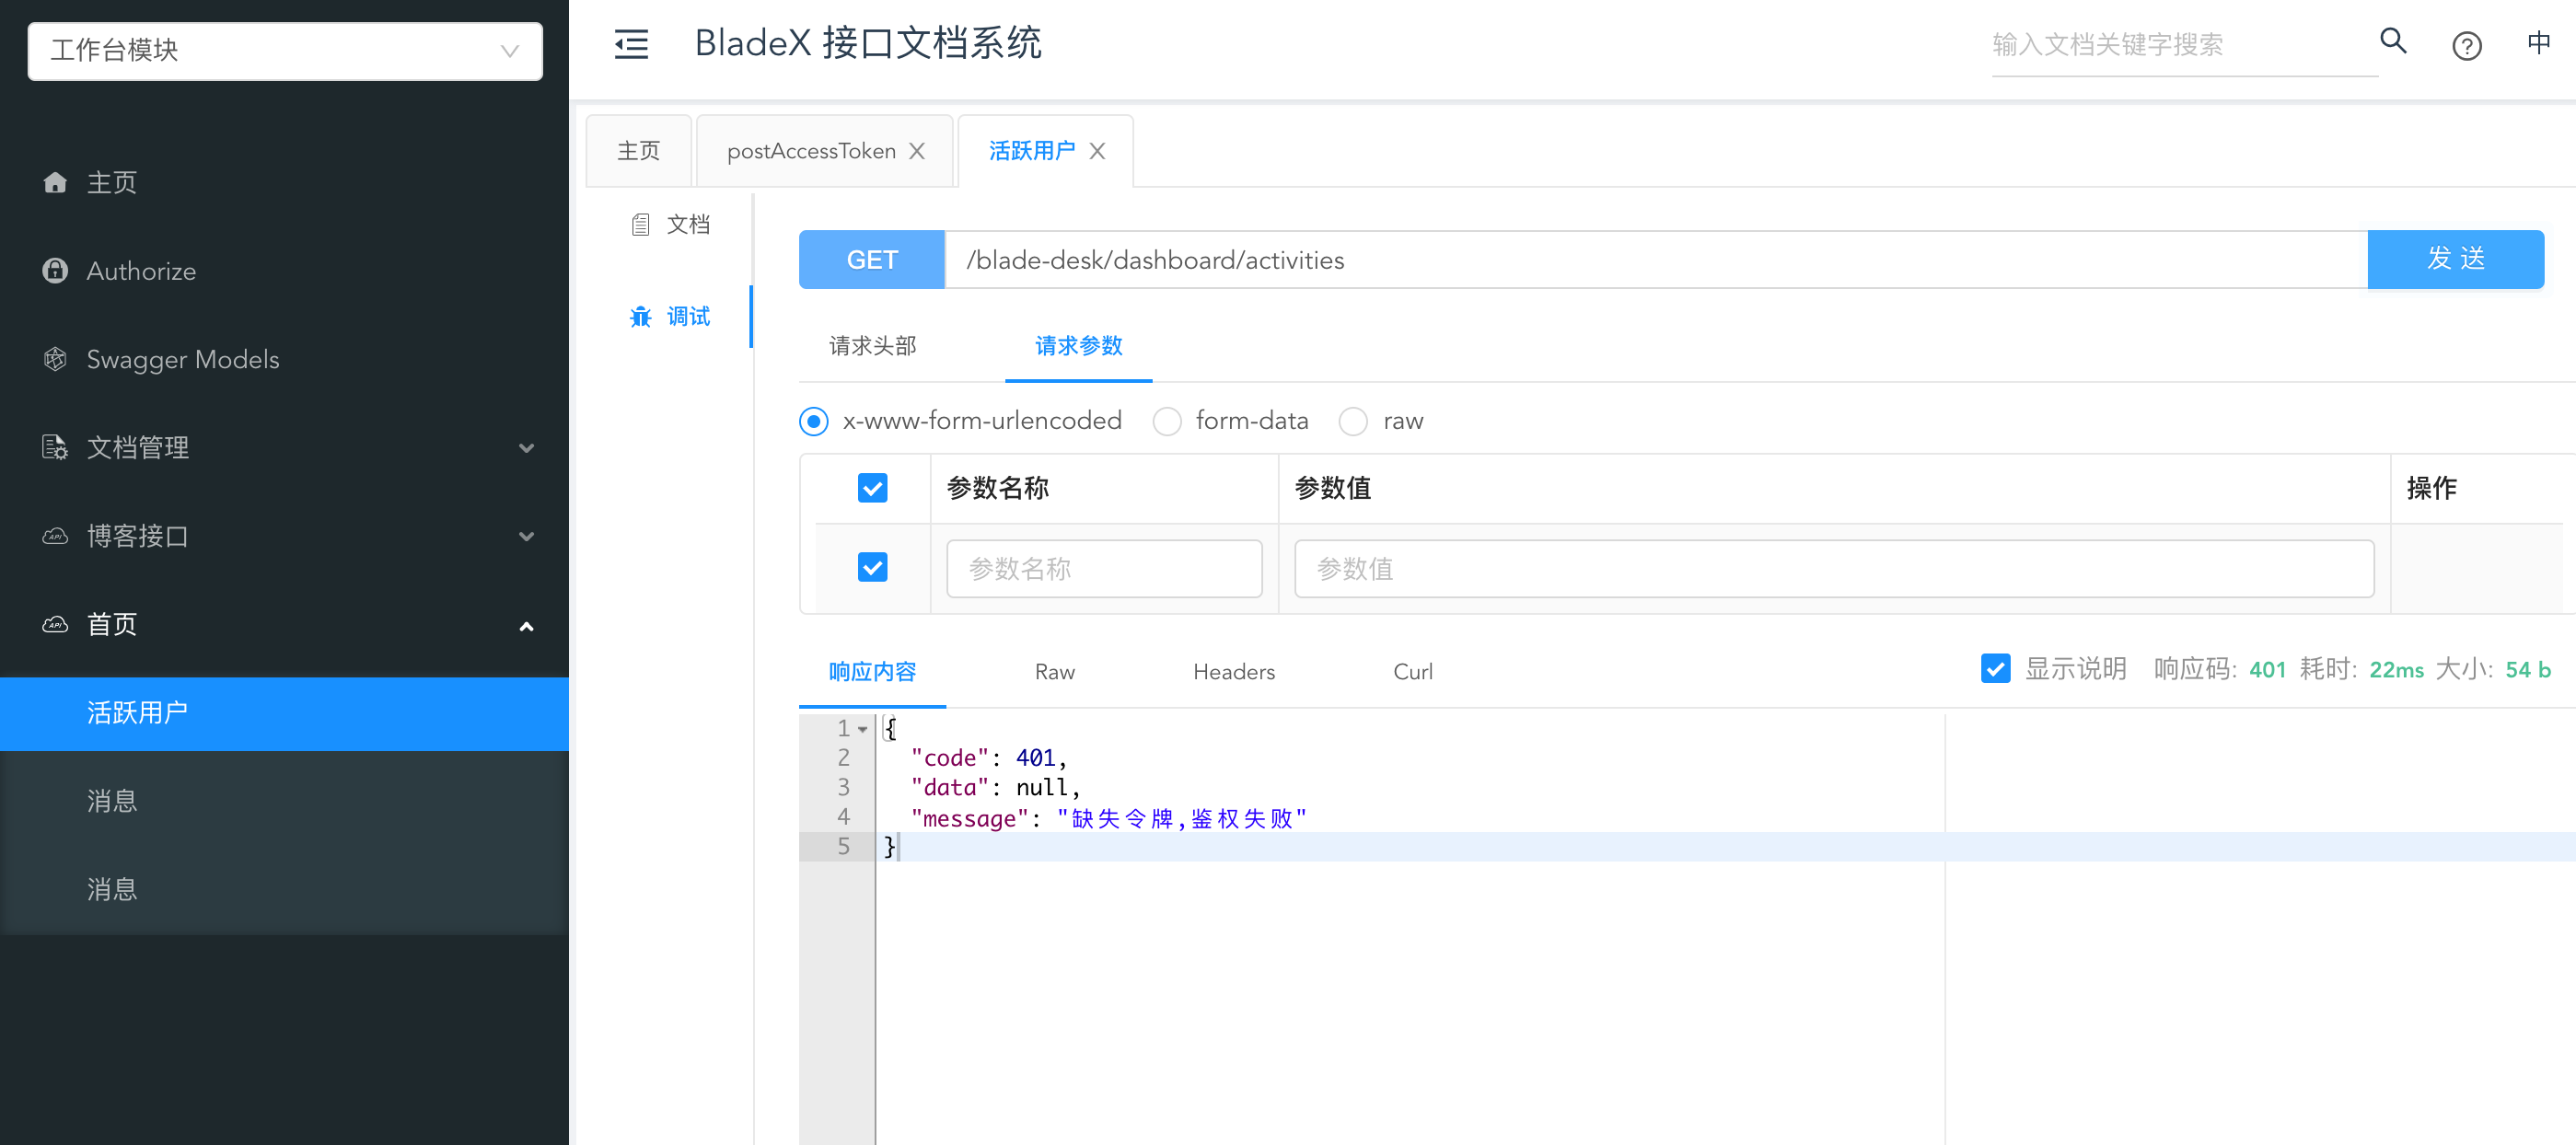 工作台模块
主页
Authorize
Swagger Models
文档管理
博客接口
首页
活跃用户
消息
消息
BladeX 接口文档系统
输入文档关键字搜索
中
主页
postAccessToken
活跃用户
文档
调试
GET
/blade-desk/dashboard/activities
发 送
请求头部
请求参数
x-www-form-urlencoded
form-data
raw
参数名称
参数值
操作
参数名称
参数值
响应内容
Raw
Headers
Curl
显示说明
响应码: 401 耗时: 22ms 大小: 54 b
1 {
2 "code": 401,
3 "data": null,
4 "message": "缺失令牌,鉴权失败"
5 }